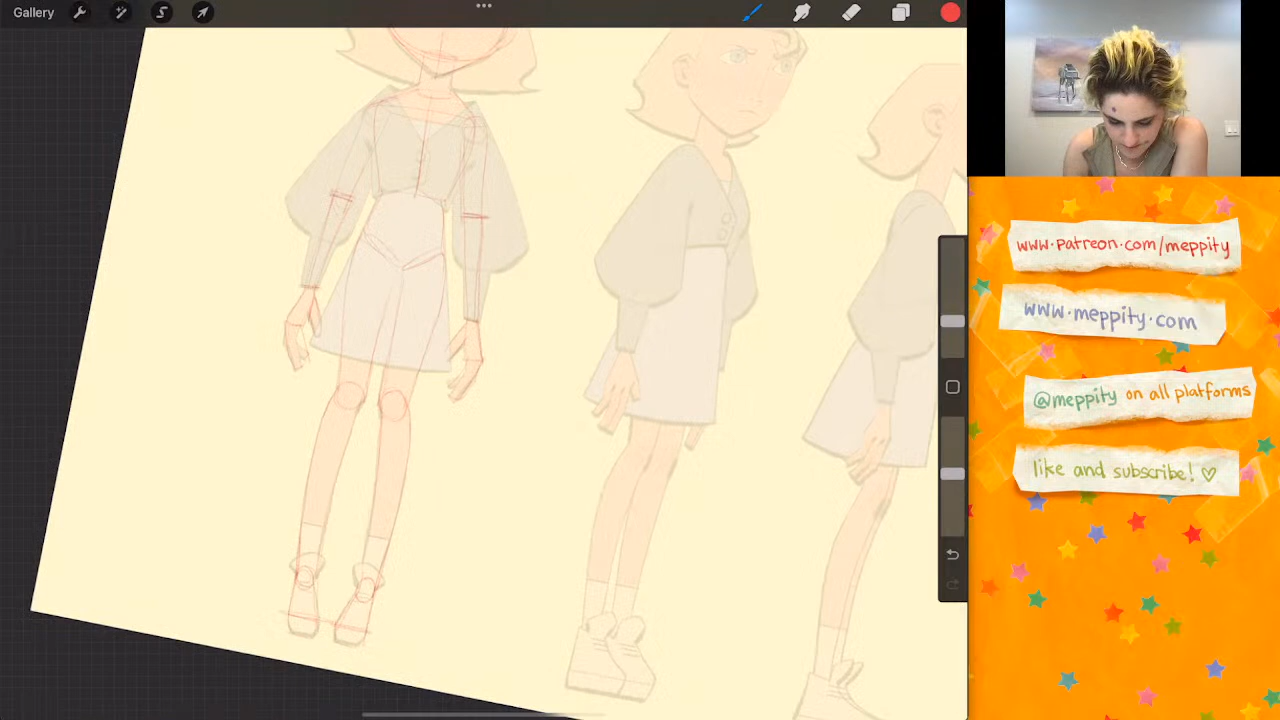 Gallery
www.patreon.com/meppity
www.meppity.com
@meppity on all platforms
like and subscribe! ♡